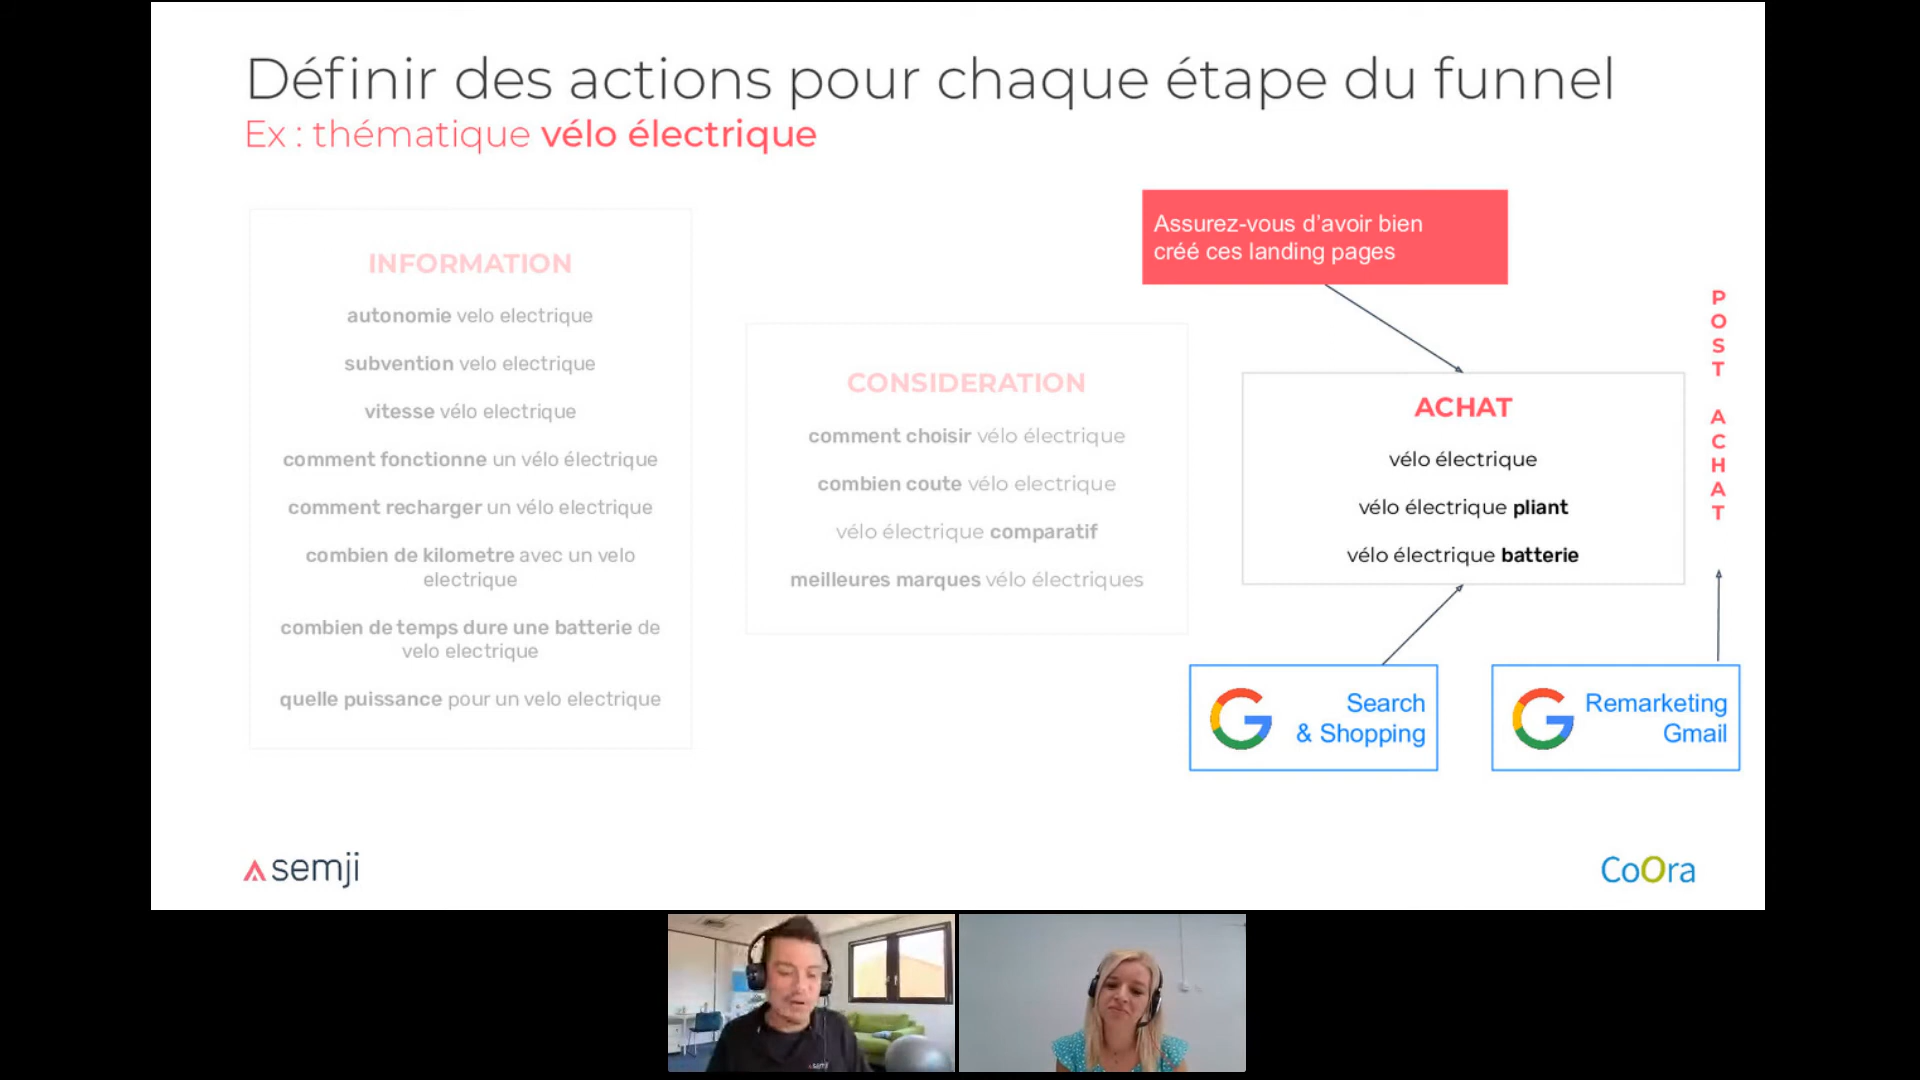 Définir des actions pour chaque étape du funnel
Ex : thématique vélo électrique
INFORMATION
autonomie velo electrique
subvention velo electrique
vitesse vélo electrique
comment fonctionne un vélo électrique
comment recharger un vélo electrique
combien de kilometre avec un velo
electrique
combien de temps dure une batterie de
velo electrique
quelle puissance pour un velo electrique
CONSIDERATION
comment choisir vélo électrique
combien coute vélo electrique
vélo électrique comparatif
meilleures marques vélo électriques
Assurez-vous d'avoir bien
créé ces landing pages
ACHAT
vélo électrique
vélo électrique pliant
vélo électrique batterie
POST ACHAT
Search
& Shopping
Remarketing
Gmail
semji
CoOra